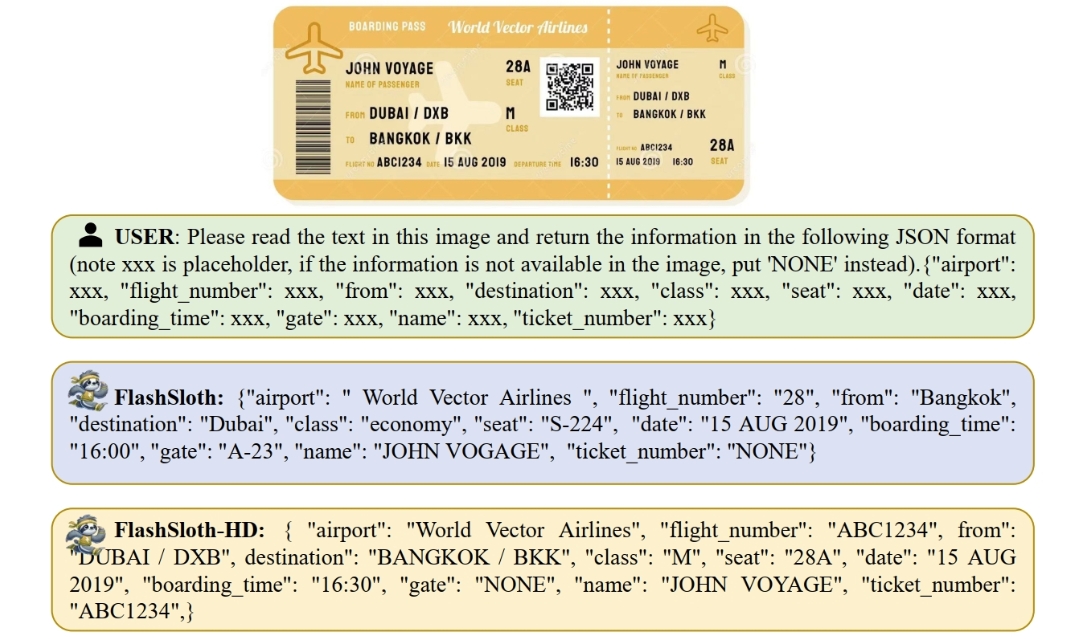 BOARDING PASS World Vector Airlines
JOHN VOYAGE
NAME OF PASSENGER
28A
SEAT
FROM DUBAI / DXB
M
CLASS
TO BANGKOK / BKK
FLIGHT NO ABC1234 DATE 15 AUG 2019 DEPARTURE TIME 16:30
JOHN VOYAGE
NAME OF PASSENGER
M
CLASS
FROM DUBAI / DXB
TO BANGKOK / BKK
FLIGHT NO ABC1234
15 AUG 2019 16:30
28A
SEAT
USER: Please read the text in this image and return the information in the following JSON format
(note xxx is placeholder, if the information is not available in the image, put 'NONE' instead).{"airport":
xxx, "flight_number": xxx, "from": xxx, "destination": xxx, "class": xxx, "seat": xxx, "date": xxx,
"boarding_time": xxx, "gate": xxx, "name": xxx, "ticket_number": xxx}
FlashSloth: {"airport": " World Vector Airlines ", "flight_number": "28", "from": "Bangkok",
"destination": "Dubai", "class": "economy", "seat": "S-224", "date": "15 AUG 2019", "boarding_time":
"16:00", "gate": "A-23", "name": "JOHN VOGAGE", "ticket_number": "NONE"}
FlashSloth-HD: { "airport": "World Vector Airlines", "flight_number": "ABC1234", from":
"DUBAI / DXB", destination": "BANGKOK / BKK", "class": "M", "seat": "28A", "date": "15 AUG
2019", "boarding_time": "16:30", "gate": "NONE", "name": "JOHN VOYAGE", "ticket_number":
"ABC1234",}